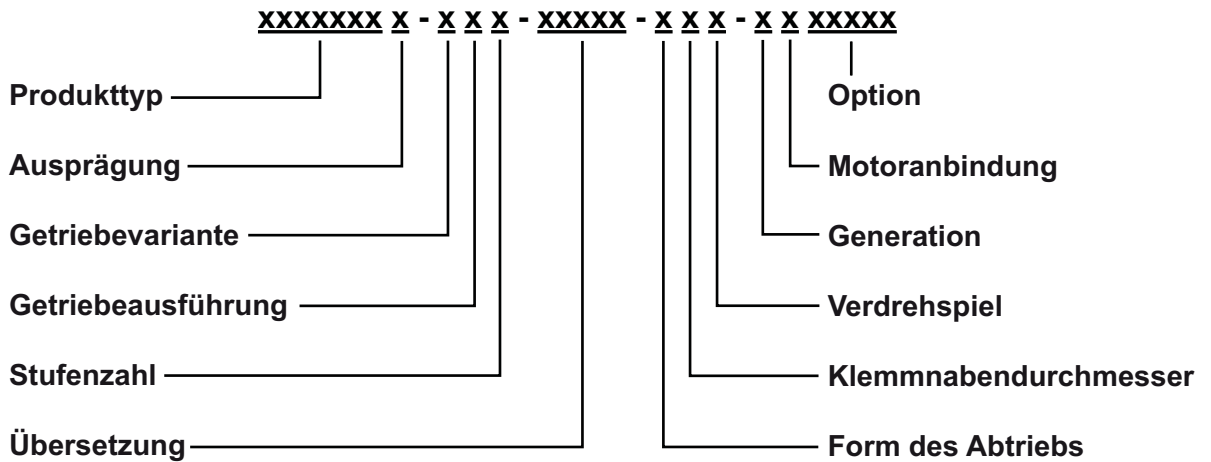 xxxxxxx x - x x x - xxxxx - x x x - x x xxxxx
Produkttyp
Option
Ausprägung
Motoranbindung
Getriebevariante
Generation
Getriebeausführung
Verdrehspiel
Stufenzahl
Klemmnabendurchmesser
Übersetzung
Form des Abtriebs